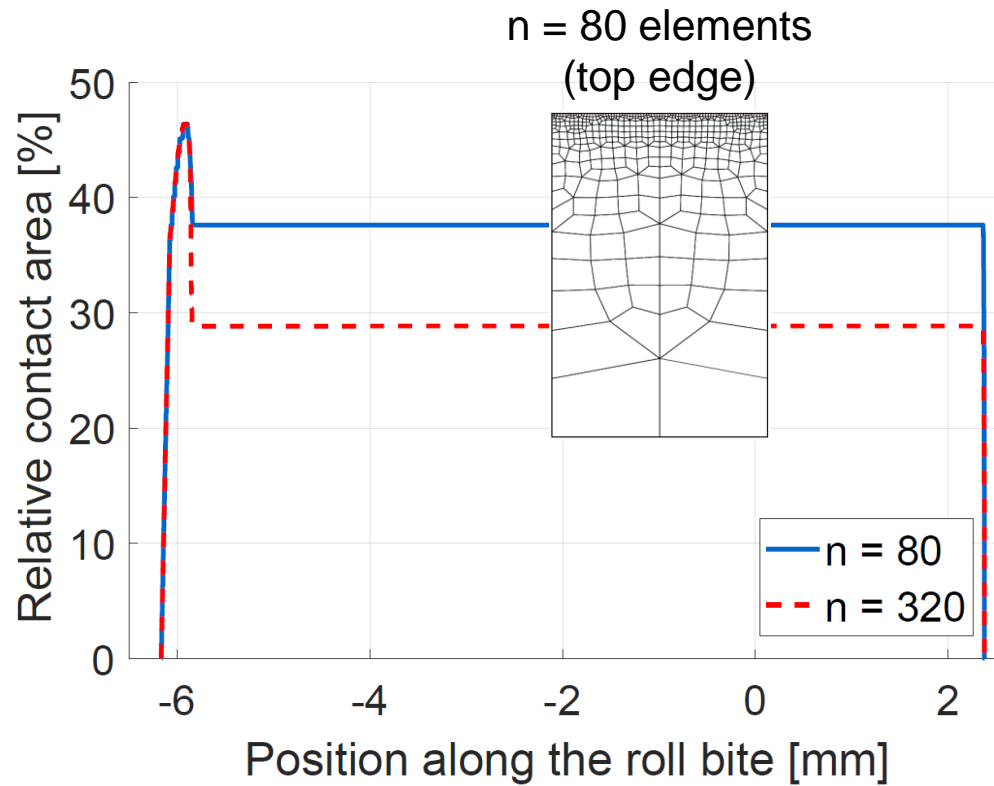 n = 80 elements
(top edge)
50
40
30
20
10
0
Relative contact area [%]
-6
-4
-2
0
2
Position along the roll bite [mm]
n = 80
n = 320